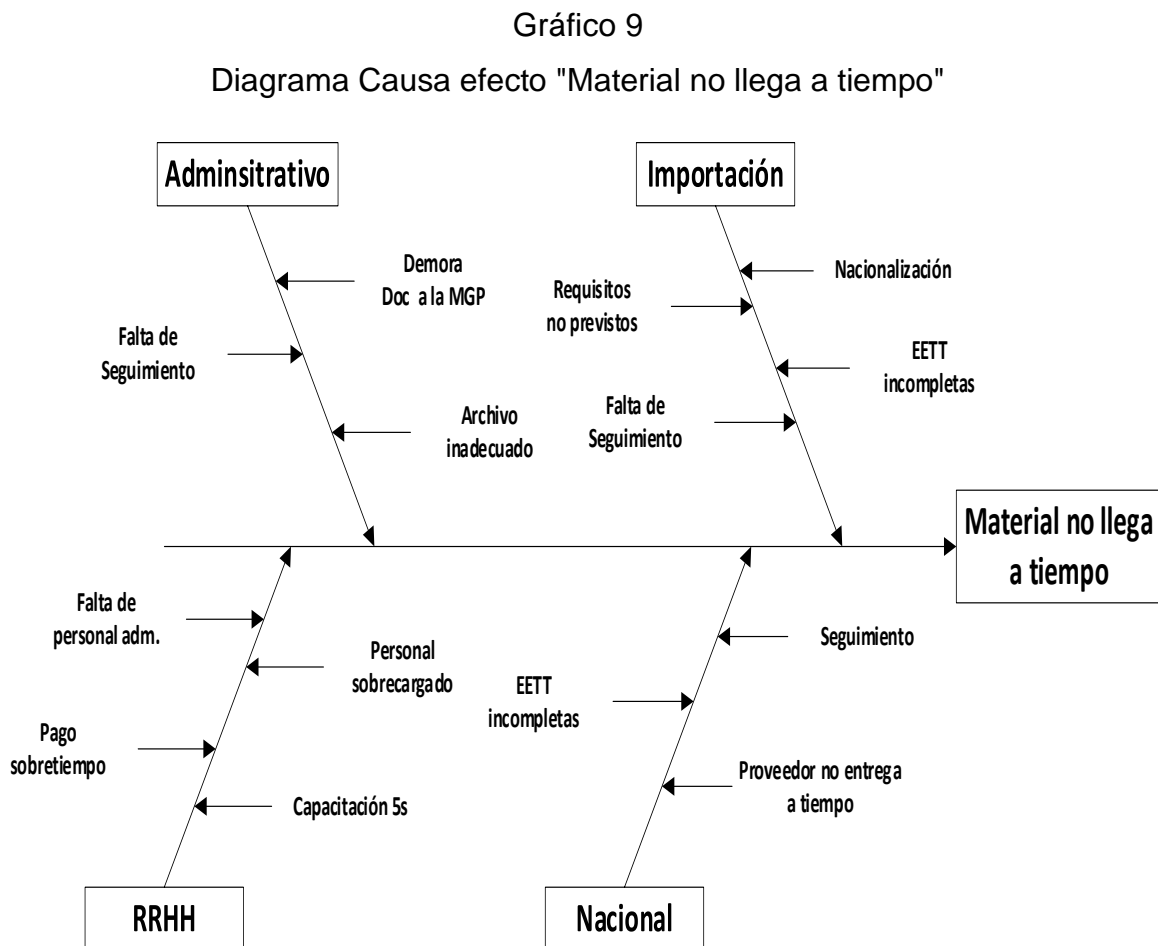 Gráfico 9
Diagrama Causa efecto "Material no llega a tiempo"
Adminsitrativo
Importación
Demora
Doc a la MGP
Falta de
Seguimiento
Archivo
inadecuado
Nacionalización
Requisitos
no previstos
EETT
incompletas
Falta de
Seguimiento
Material no llega
a tiempo
Falta de
personal adm.
Personal
sobrecargado
Pago
sobretiempo
Capacitación 5s
Seguimiento
EETT
incompletas
Proveedor no entrega
a tiempo
RRHH
Nacional